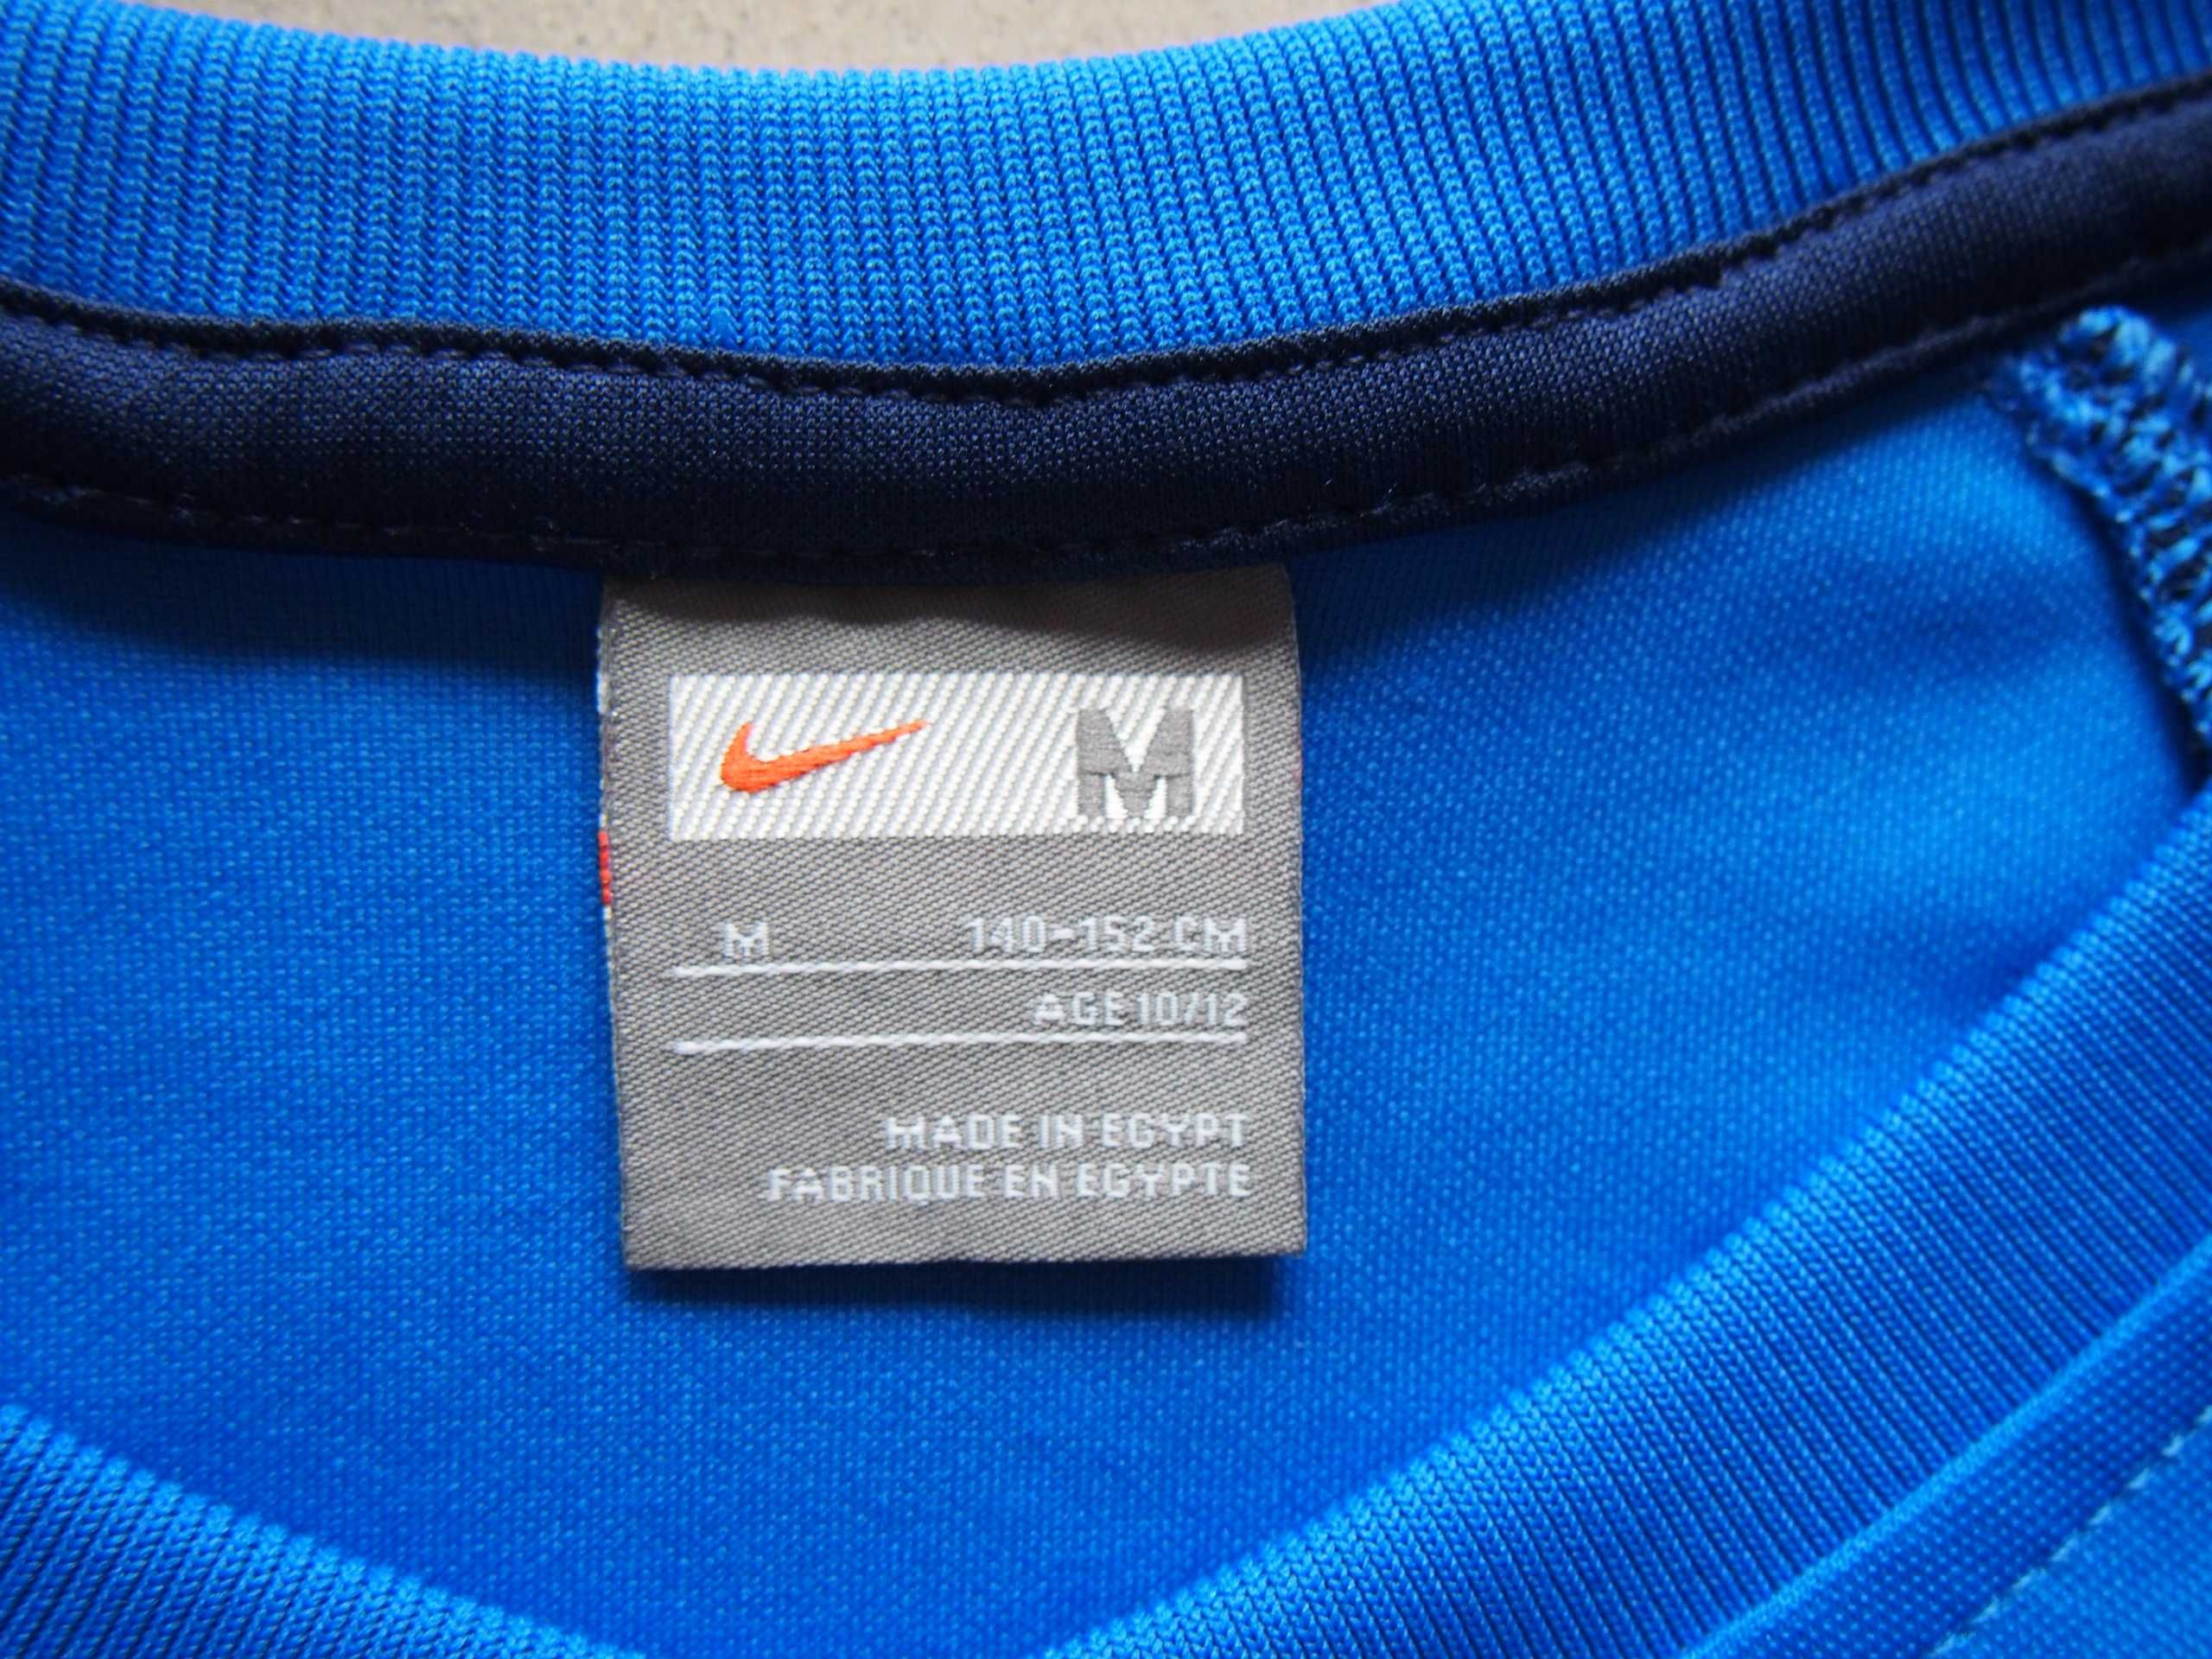 M
M 140-152 CM
AGE 10/12
MADE IN EGYPT
FABRIQUE EN EGYPTE